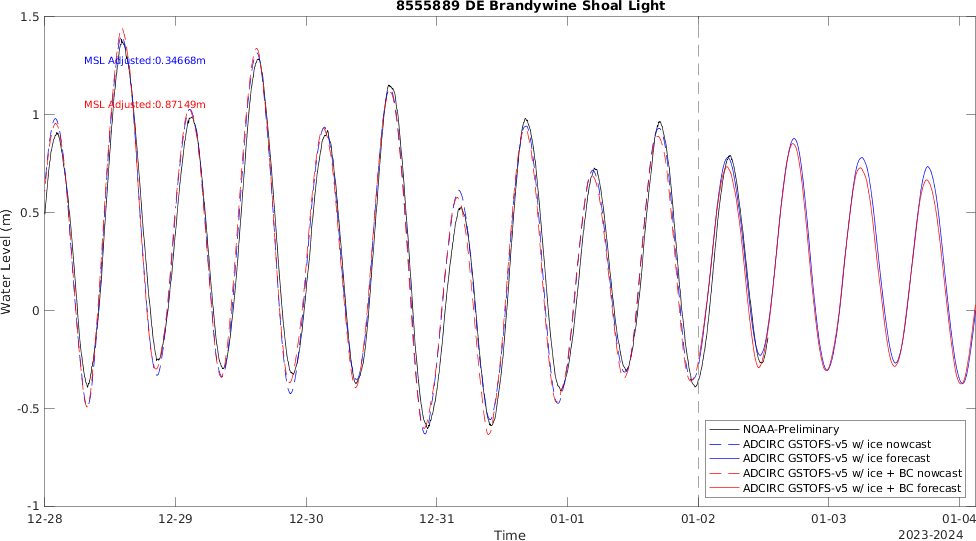 8555889 DE Brandywine Shoal Light
1.5
1
0.5
0
-0.5
-1
Water Level (m)
MSL Adjusted:0.34668m
MSL Adjusted:0.87149m
NOAA-Preliminary
ADCIRC GSTOFS-v5 w/ ice nowcast
ADCIRC GSTOFS-v5 w/ ice forecast
ADCIRC GSTOFS-v5 w/ ice + BC nowcast
ADCIRC GSTOFS-v5 w/ ice + BC forecast
12-28 12-29 12-30 12-31 01-01 01-02 01-03 01-04
Time
2023-2024